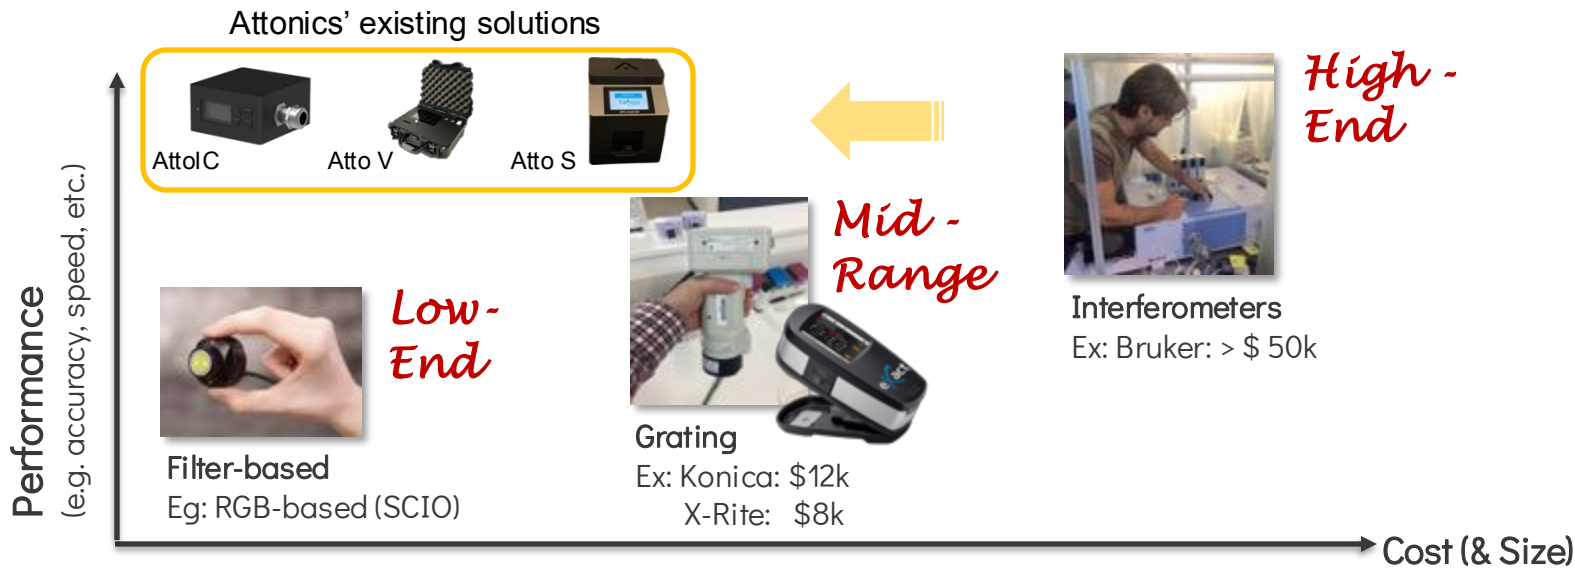 Attonics’ existing solutions
AttoIC
Atto V
Atto S
High -
End
Mid -
Range
Low-
End
Interferometers
Ex: Bruker: > $ 50k
eXact
Grating
Ex: Konica: $12k
X-Rite: $8k
Filter-based
Eg: RGB-based (SCIO)
Performance
(e.g. accuracy, speed, etc.)
Cost (& Size)